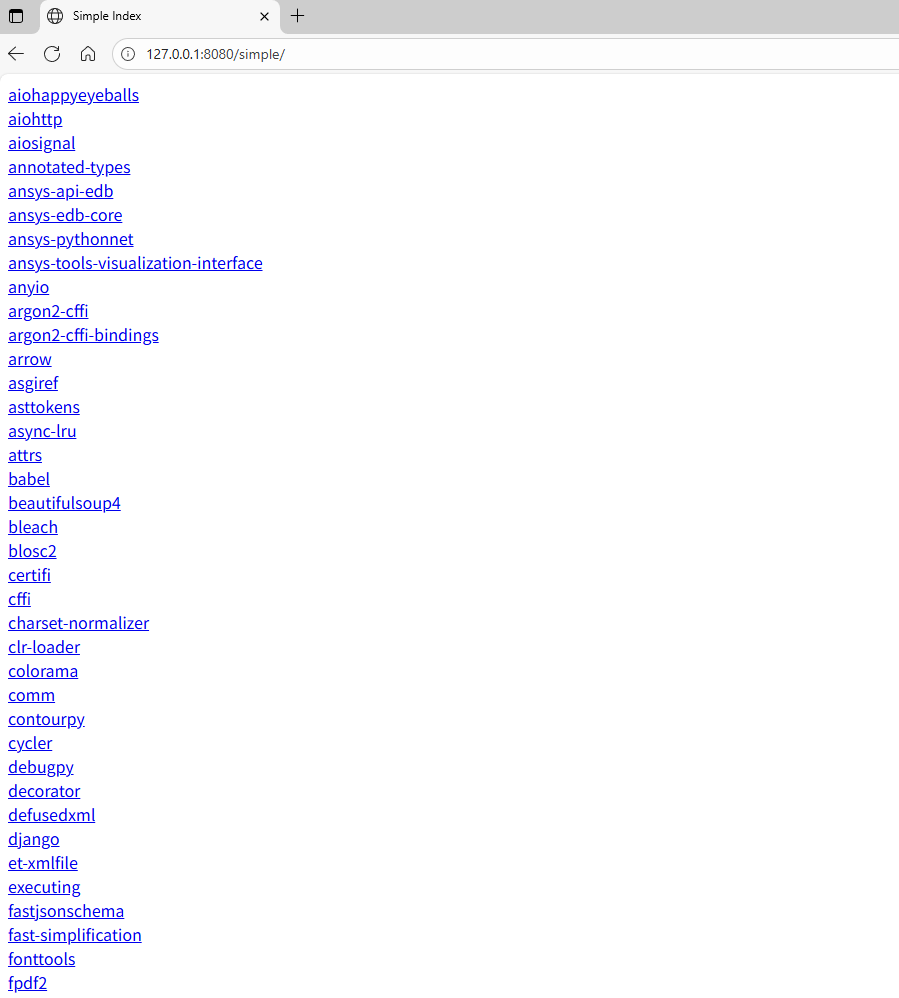 Simple Index
127.0.0.1:8080/simple/
aiohappyeyeballs
aiohttp
aiosignal
annotated-types
ansys-api-edb
ansys-edb-core
ansys-pythonnet
ansys-tools-visualization-interface
anyio
argon2-cffi
argon2-cffi-bindings
arrow
asgiref
asttokens
async-lru
attrs
babel
beautifulsoup4
bleach
blosc2
certifi
cffi
charset-normalizer
clr-loader
colorama
comm
contourpy
cycler
debugpy
decorator
defusedxml
django
et-xmlfile
executing
fastjsonschema
fast-simplification
fonttools
fpdf2